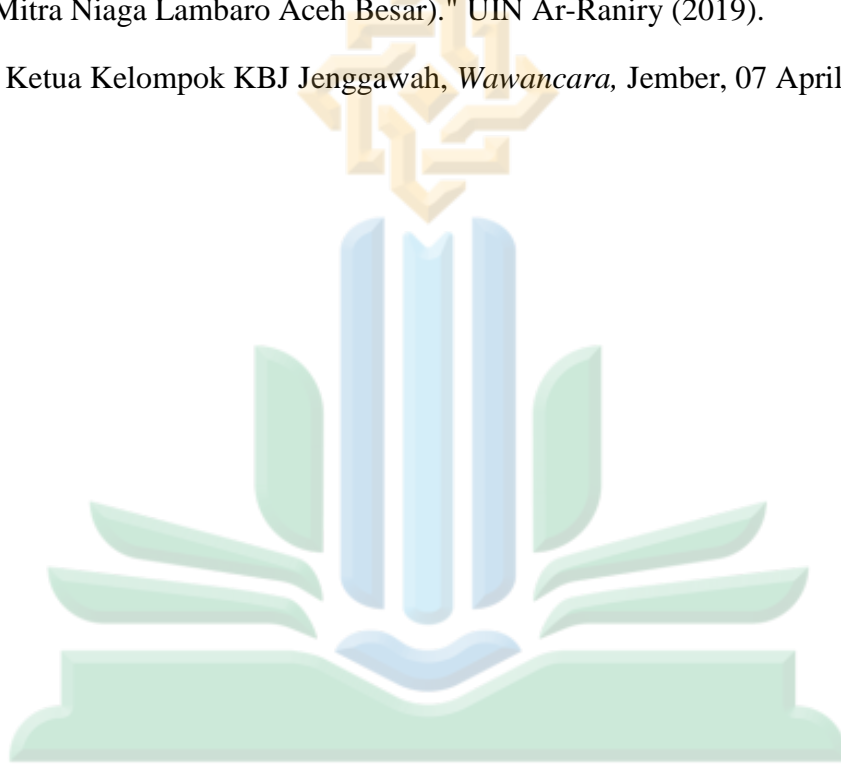 Mitra Niaga Lambaro Aceh Besar)." UIN Ar-Raniry (2019).
Ketua Kelompok KBJ Jenggawah, Wawancara, Jember, 07 April